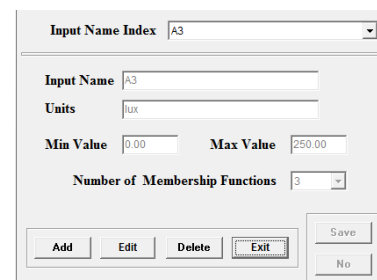 Input Name Index A3
Input Name A3
Units lux
Min Value 0.00 Max Value 250.00
Number of Membership Functions 3
Save
Add Edit Delete Exit
No